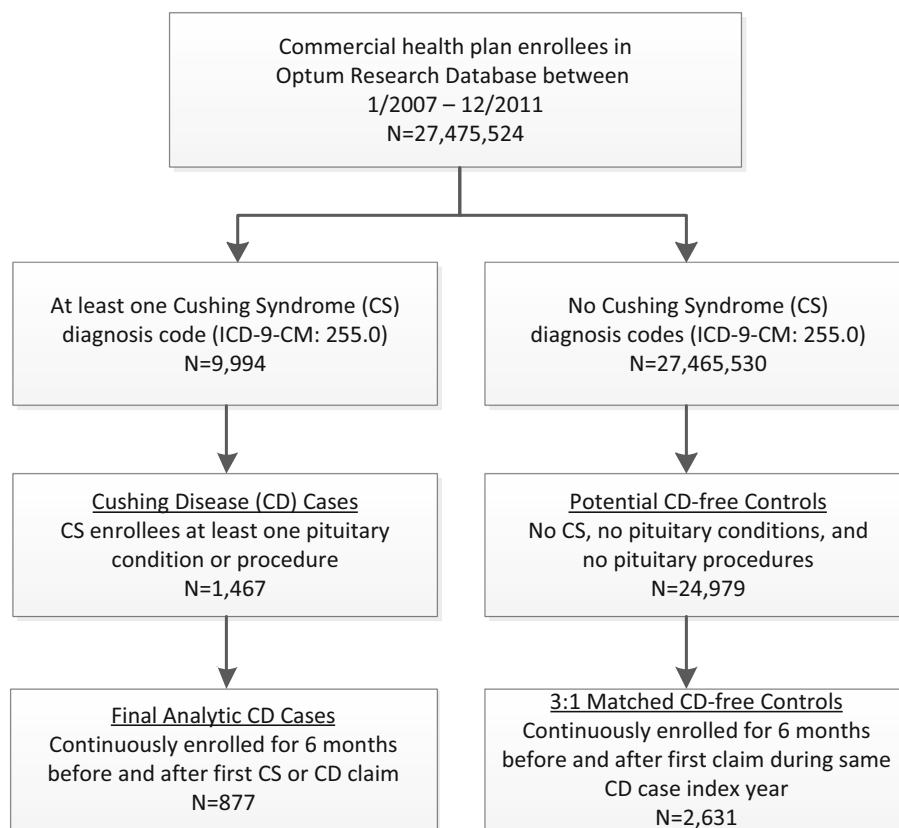 Commercial health plan enrollees in
Optum Research Database between
1/2007 – 12/2011
N=27,475,524
At least one Cushing Syndrome (CS)
diagnosis code (ICD-9-CM: 255.0)
N=9,994
No Cushing Syndrome (CS)
diagnosis codes (ICD-9-CM: 255.0)
N=27,465,530
Cushing Disease (CD) Cases
CS enrollees at least one pituitary
condition or procedure
N=1,467
Potential CD-free Controls
No CS, no pituitary conditions, and
no pituitary procedures
N=24,979
Final Analytic CD Cases
Continuously enrolled for 6 months
before and after first CS or CD claim
N=877
3:1 Matched CD-free Controls
Continuously enrolled for 6 months
before and after first claim during same
CD case index year
N=2,631